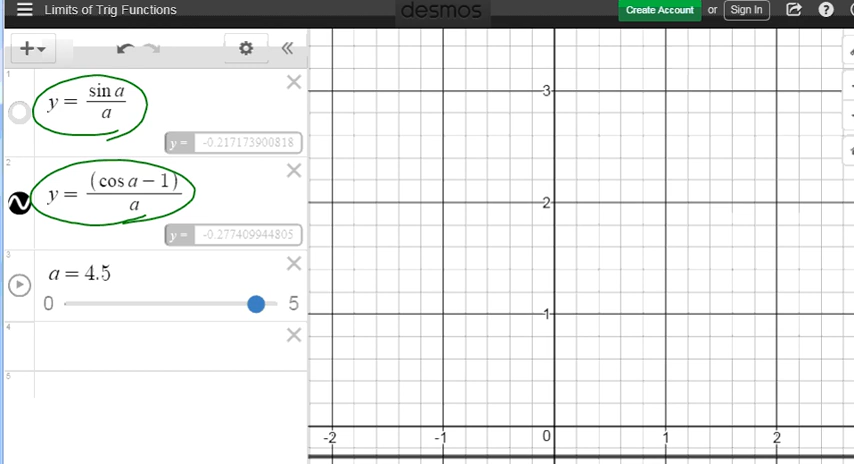 Limits of Trig Functions
desmos
Create Account or Sign In
1
y = sin a / a
y = -0.217173900818
2
y = (cos a − 1) / a
y = -0.277409944805
3
a = 4.5
0 5
4
5
3
2
1
-2 -1 0 1 2